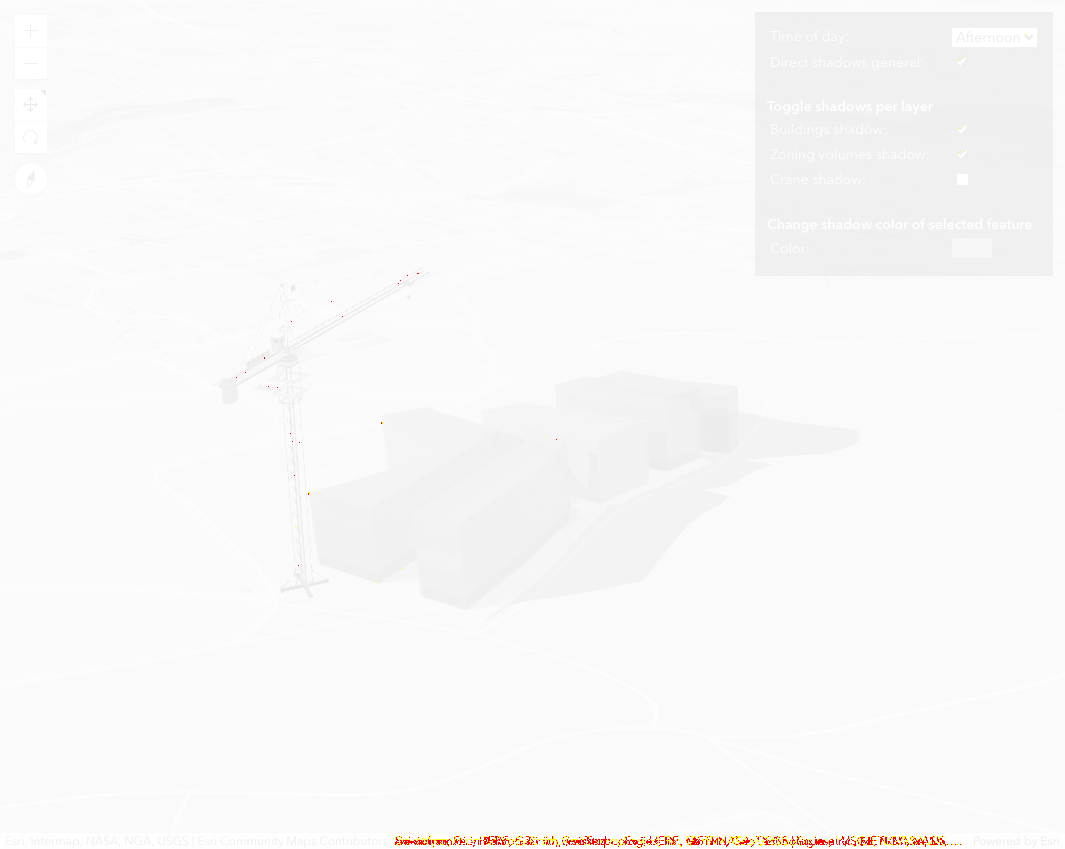 Time of day: Afternoon
Direct shadows general:
Toggle shadows per layer
Buildings shadow:
Zoning volumes shadow:
Crane shadow:
Change shadow color of selected feature
Color:
Esri, Intermap, NASA, NGA, USGS | Esri Community Maps Contributors
Powered by Esri